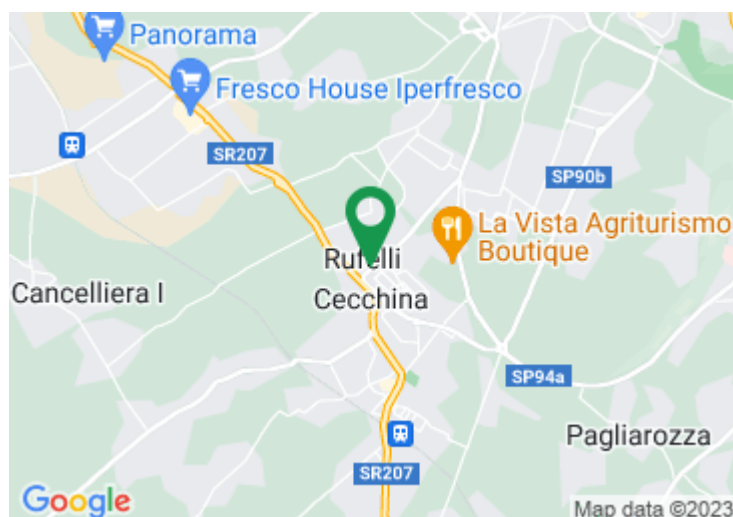 Panorama
Fresco House Iperfresco
SR207
SP90b
La Vista Agriturismo
Boutique
Rufelli
Cecchina
Cancelliera I
SP94a
Pagliarozza
SR207
Google
Map data ©2023